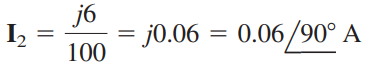 I₂ = j6/100 = j0.06 = 0.06/90° A